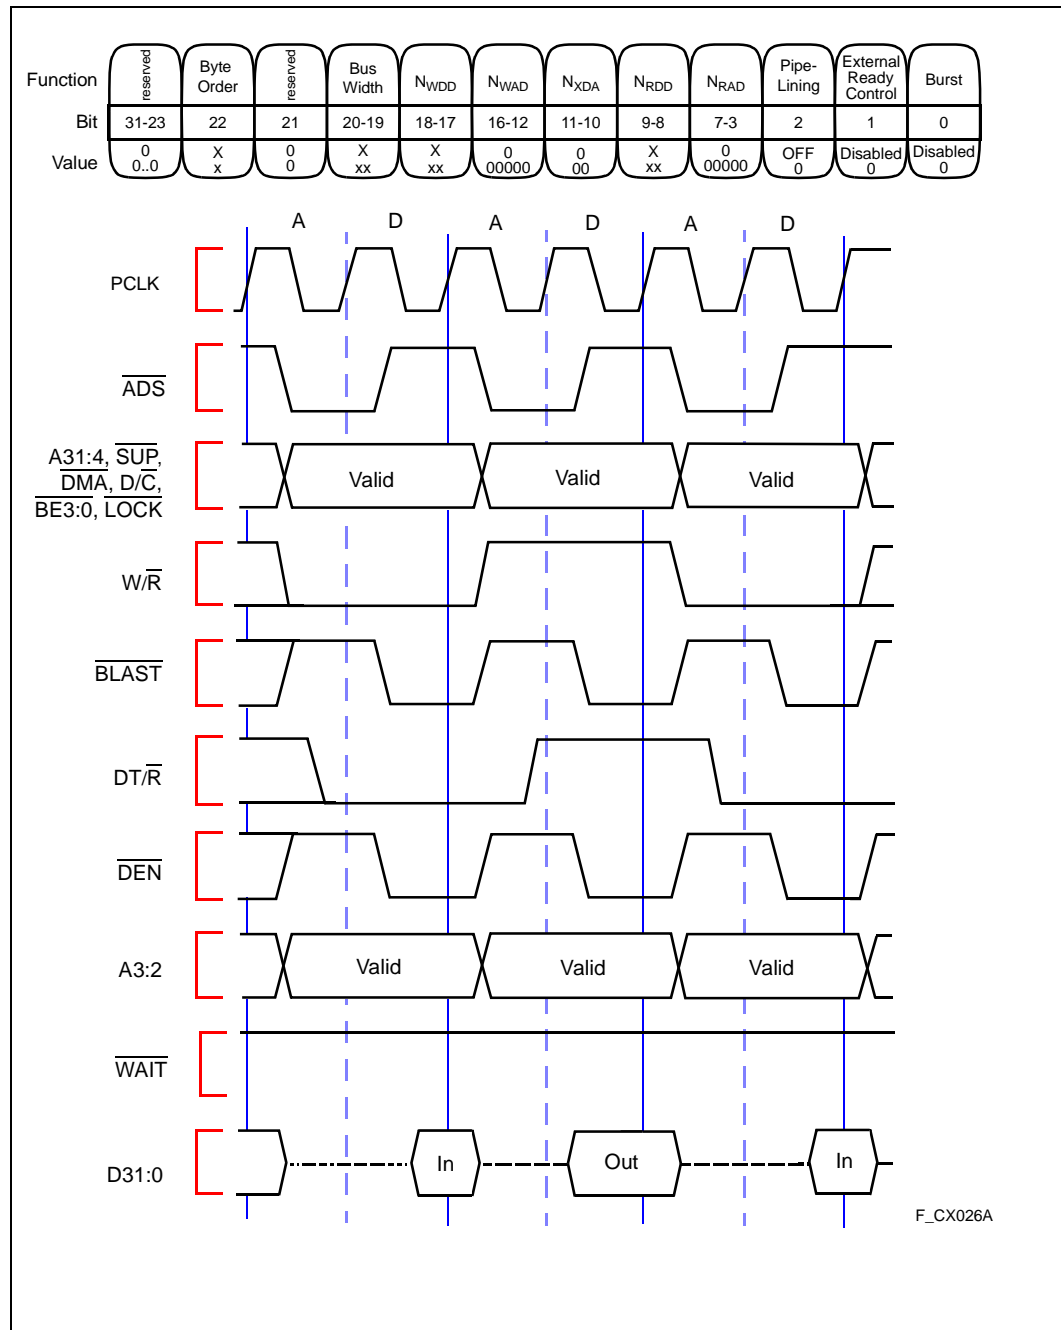 Function reserved Byte Order reserved Bus Width NWDD NWAD NXDA NRDD NRAD Pipe-Lining External Ready Control Burst
Bit 31-23 22 21 20-19 18-17 16-12 11-10 9-8 7-3 2 1 0
Value 0 X 0 X X 0 0 X 0 OFF Disabled Disabled
0..0 x 0 xx xx 00000 00 xx 00000 0 0 0
A D A D A D
PCLK
ADS
A31:4, SUP,
DMA, D/C,
BE3:0, LOCK
Valid Valid Valid
W/R
BLAST
DT/R
DEN
A3:2 Valid Valid Valid
WAIT
D31:0 In Out In
F_CX026A